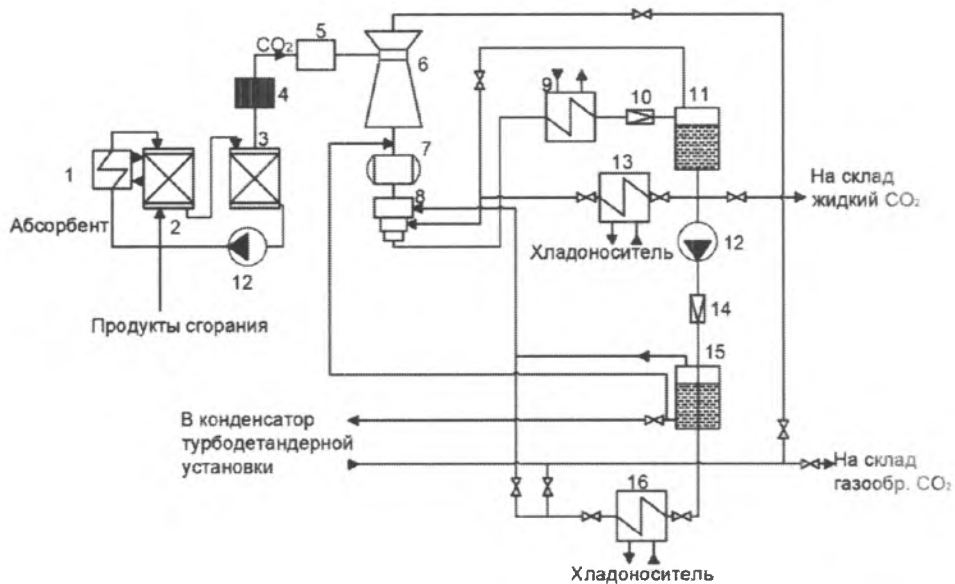 CO₂
5
6
4
9
10
11
3
7
13
1
8
На склад
жидкий CO₂
Абсорбент
2
Хладоноситель
12
12
Продукты сгорания
14
15
В конденсатор
турбодетандерной
установки
На склад
газообр. CO₂
16
Хладоноситель